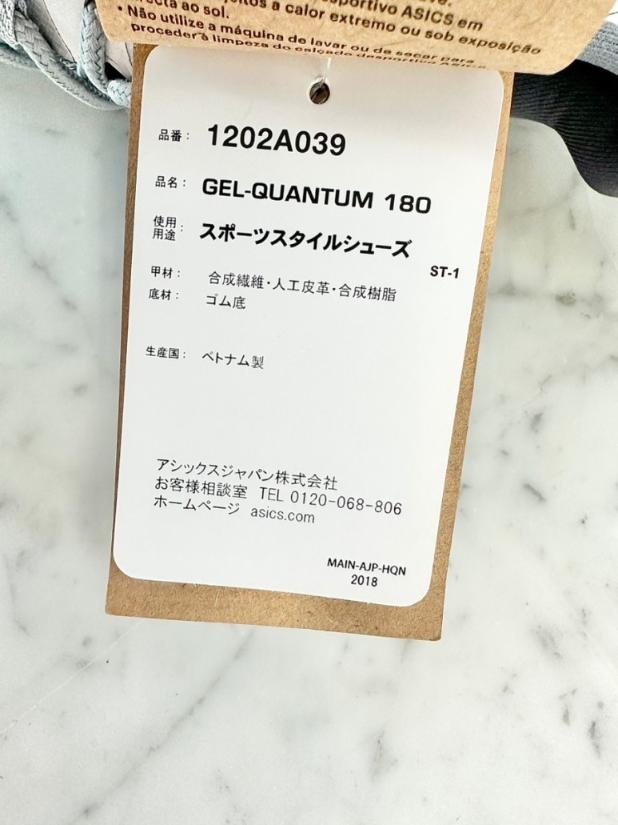 desportivo ASICS em
directa ao sol. a calor extremo ou sob exposição
• Não utilize a máquina de lavar ou de secar para
proceder à limpeza do calçado desportivo
品番： 1202A039
品名： GEL-QUANTUM 180
使用用途： スポーツスタイルシューズ
ST-1
甲材： 合成繊維・人工皮革・合成樹脂
底材： ゴム底
生産国： ベトナム製
アシックスジャパン株式会社
お客様相談室 TEL 0120-068-806
ホームページ asics.com
MAIN-AJP-HQN
2018